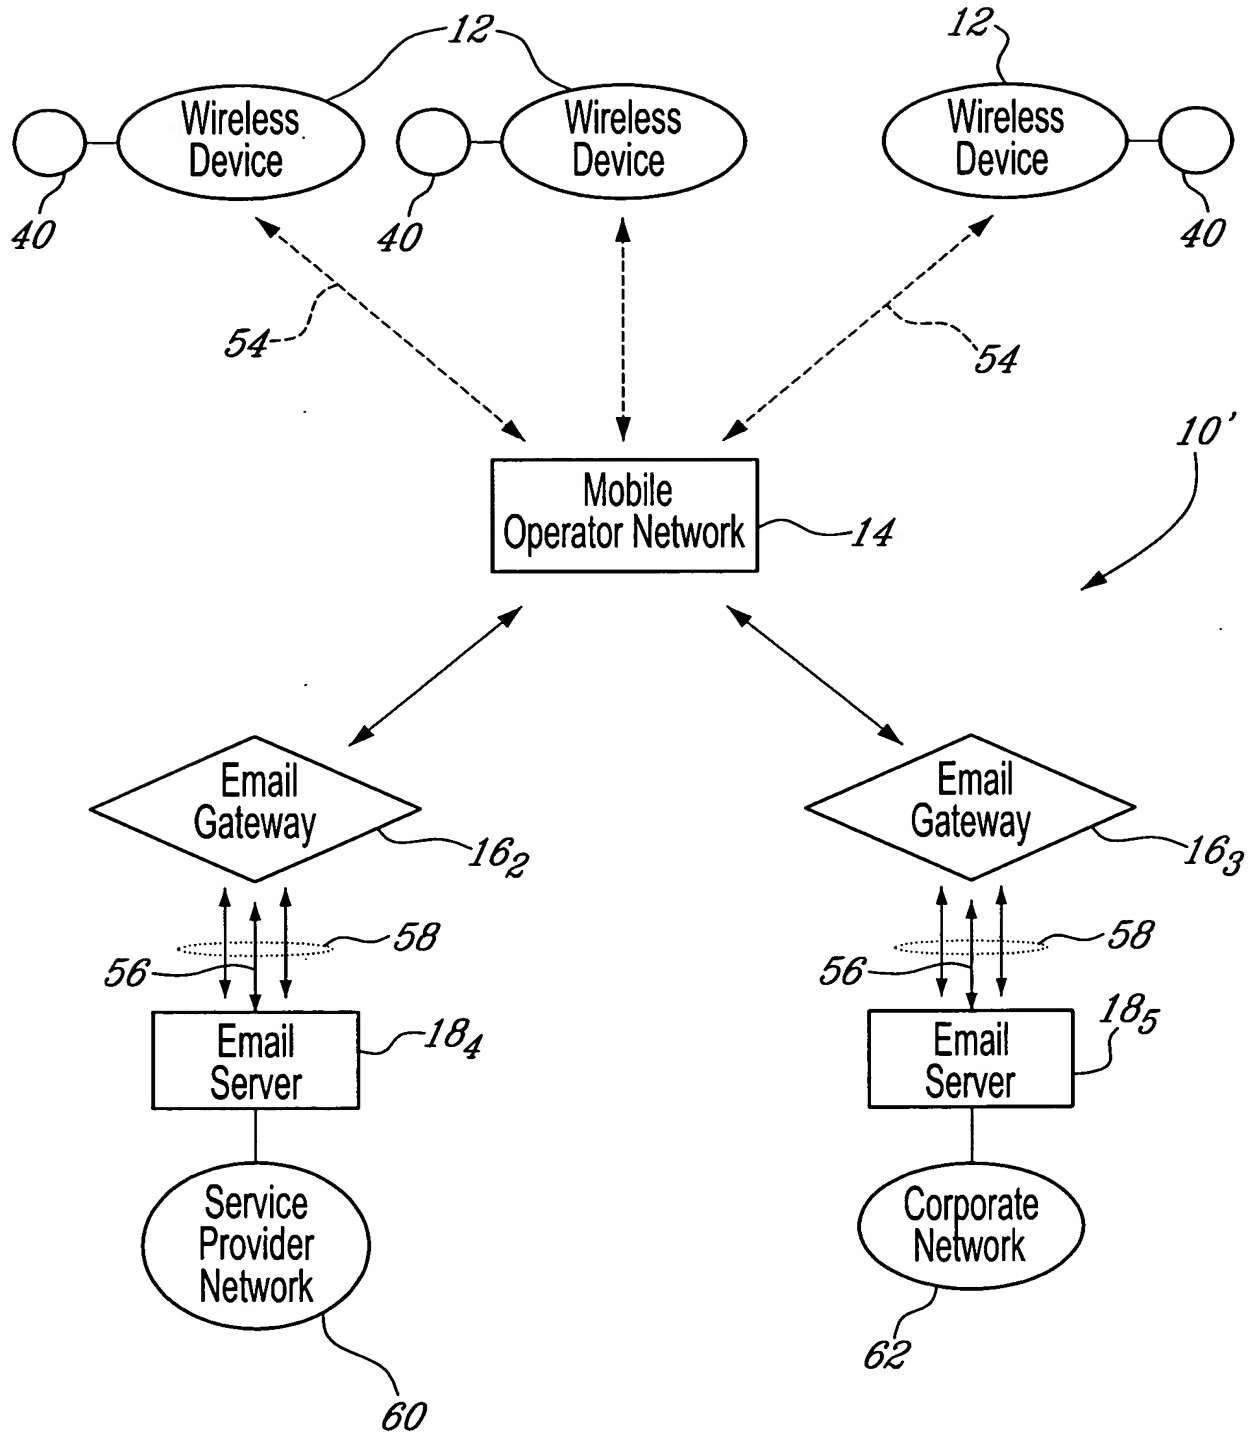 12
12
Wireless
Device
Wireless
Device
Wireless
Device
40
40
40
54
54
10'
Mobile
Operator Network
14
Email
Gateway
16₂
Email
Gateway
16₃
58
56
58
56
Email
Server
18₄
Email
Server
18₅
Service
Provider
Network
60
Corporate
Network
62